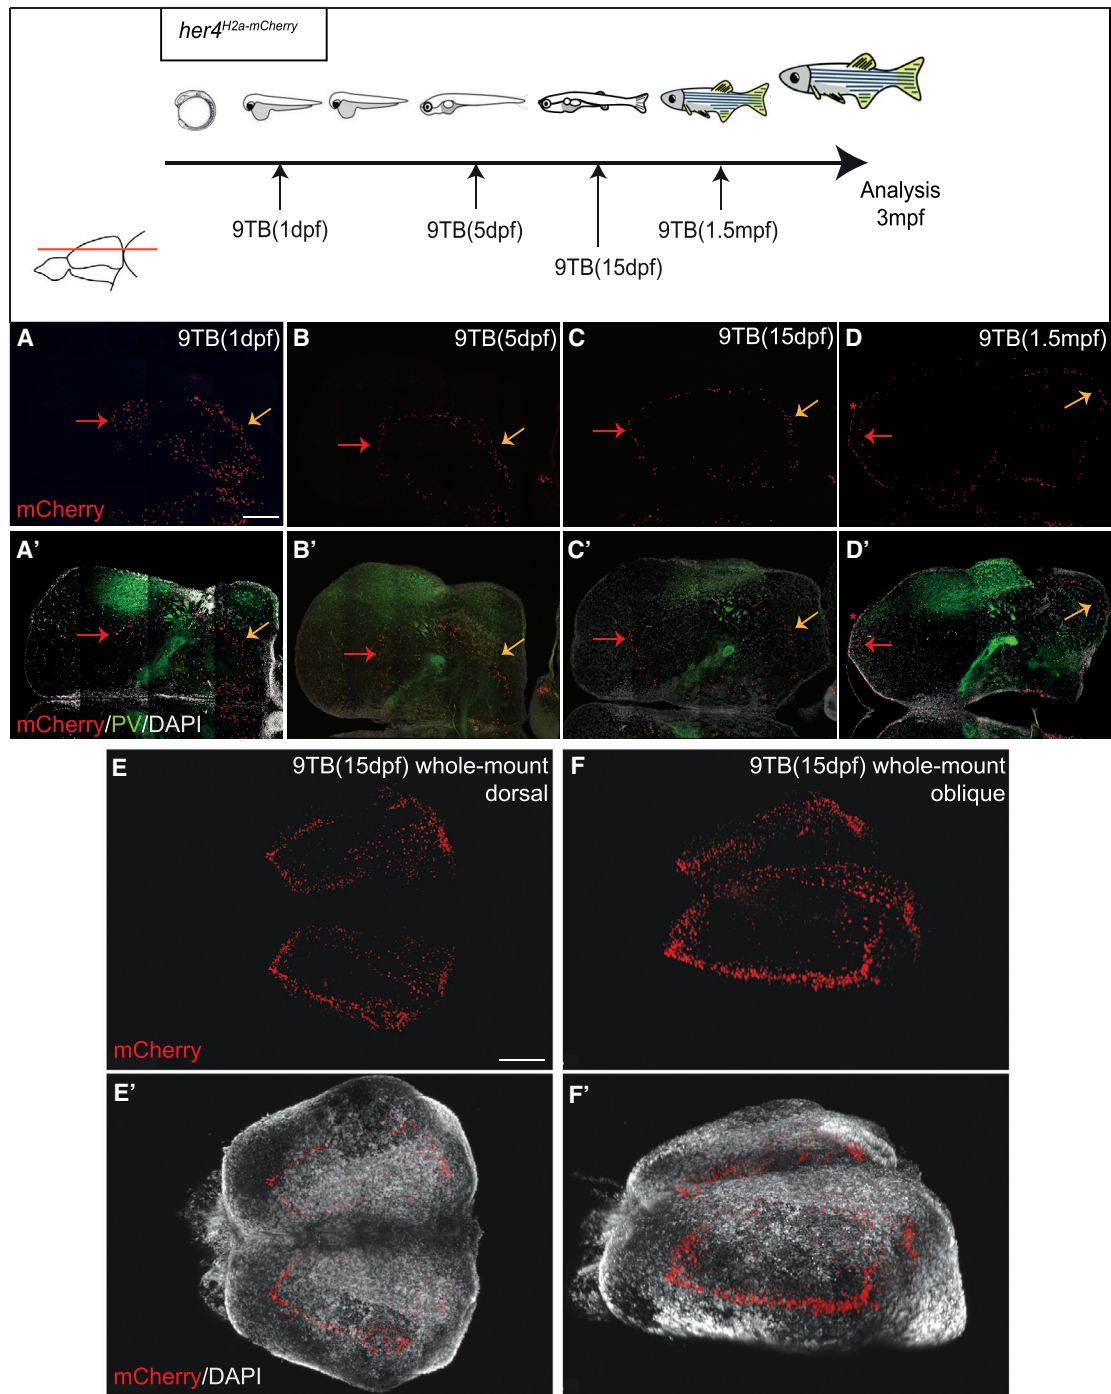 her4H2a-mCherry
9TB(1dpf)
9TB(5dpf)
9TB(15dpf)
9TB(1.5mpf)
Analysis
3mpf
A
9TB(1dpf)
mCherry
B
9TB(5dpf)
C
9TB(15dpf)
D
9TB(1.5mpf)
*
A’
mCherry/PV/DAPI
B’
C’
D’
*
E
9TB(15dpf) whole-mount
dorsal
mCherry
F
9TB(15dpf) whole-mount
oblique
E’
mCherry/DAPI
F’